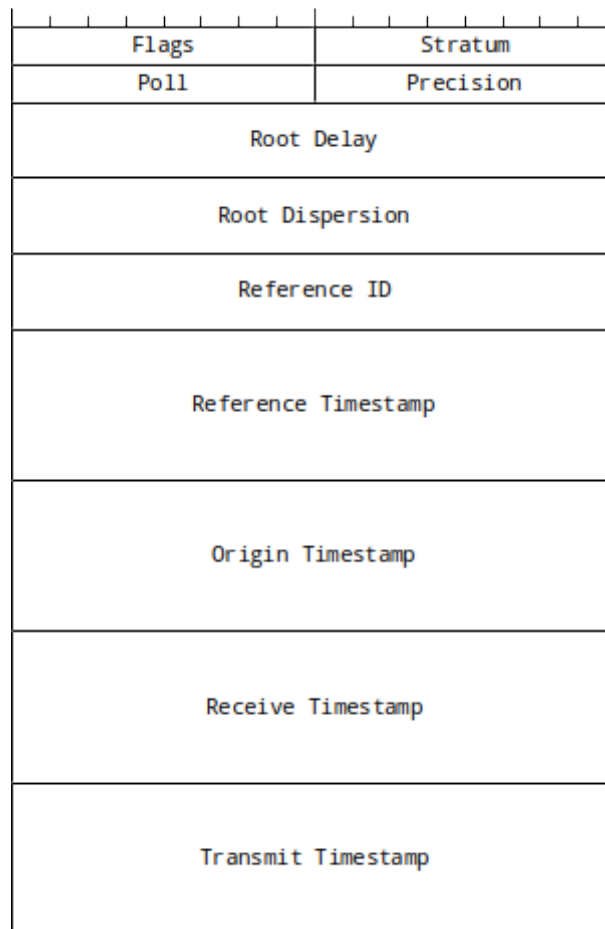 Flags Stratum
Poll Precision
Root Delay
Root Dispersion
Reference ID
Reference Timestamp
Origin Timestamp
Receive Timestamp
Transmit Timestamp